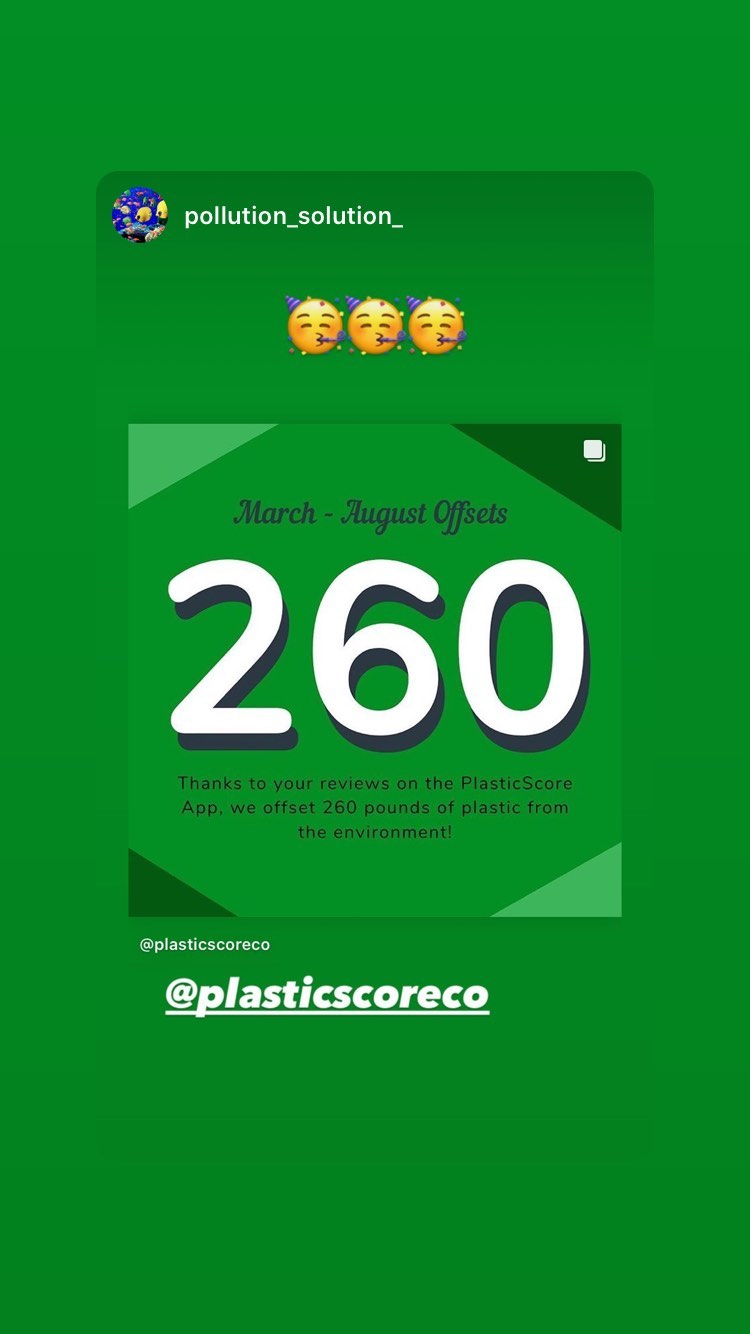 pollution_solution_
🥳🥳🥳
March - August Offsets
260
Thanks to your reviews on the PlasticScore
App, we offset 260 pounds of plastic from
the environment!
@plasticscoreco
@plasticscoreco